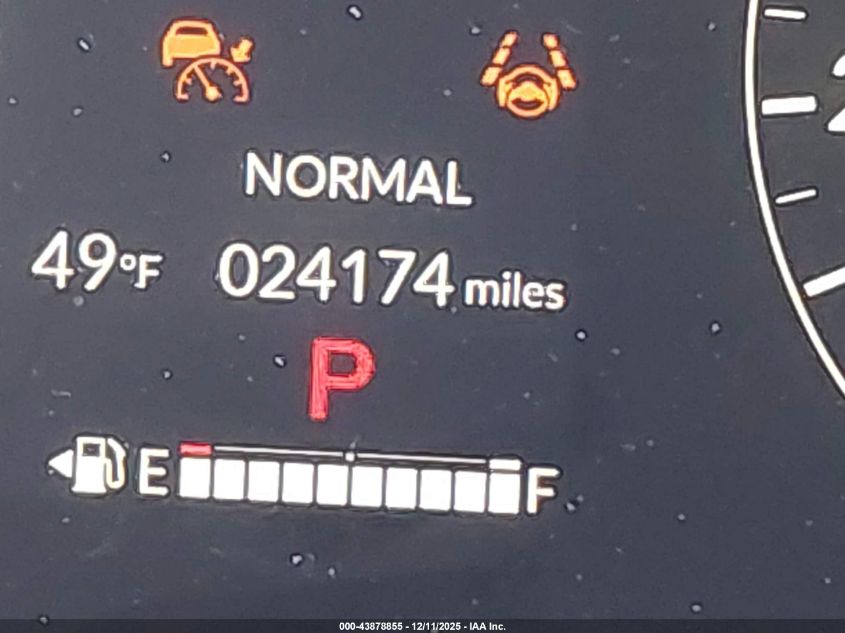 NORMAL
49°F 024174 miles
P
E F
000-43878855 - 12/11/2025 - IAA Inc.